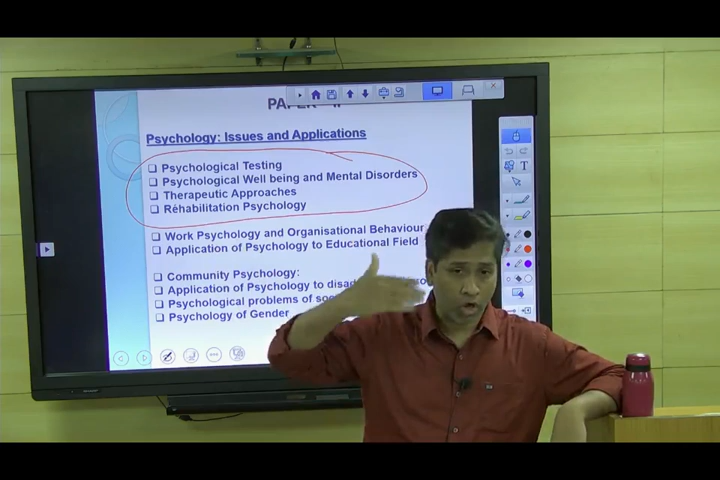 PAPER - II
Psychology: Issues and Applications
Psychological Testing
Psychological Well being and Mental Disorders
Therapeutic Approaches
Rehabilitation Psychology
Work Psychology and Organisational Behaviour
Application of Psychology to Educational Field
Community Psychology:
Application of Psychology to
Psychological problems of
Psychology of Gender
T